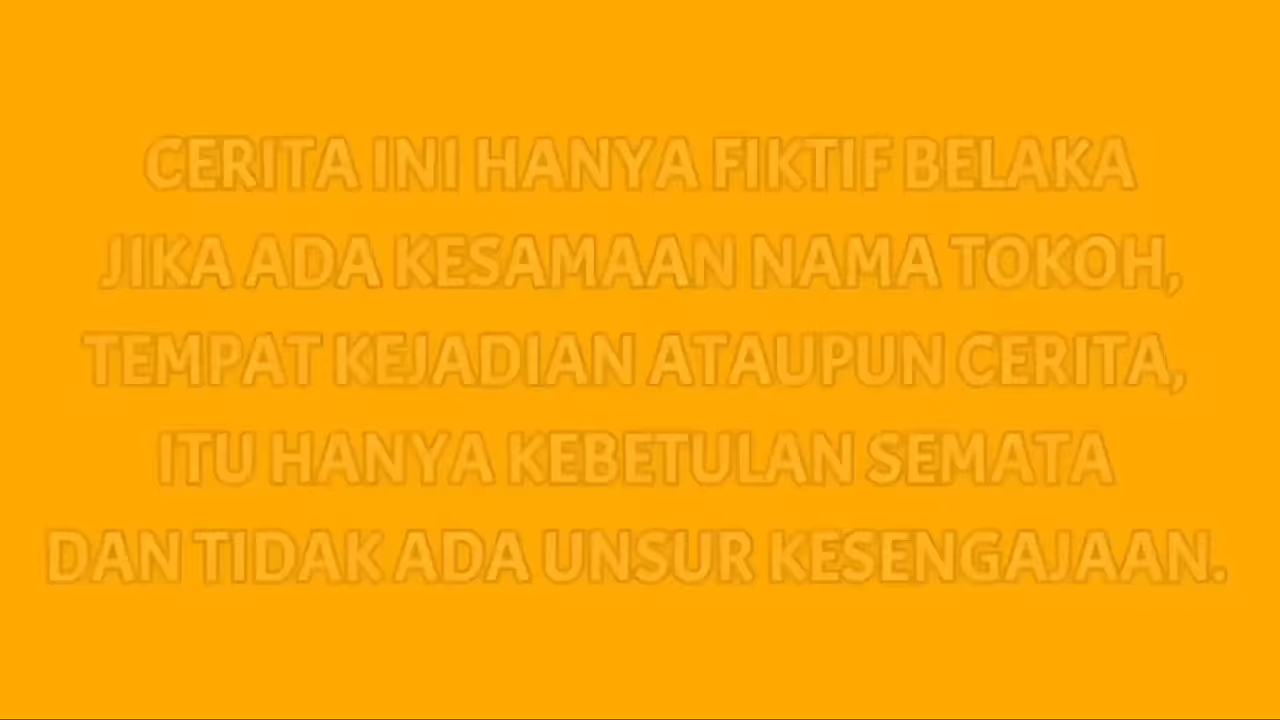 CERITA INI HANYA FIKTIF BELAKA
JIKA ADA KESAMAAN NAMA TOKOH,
TEMPAT KEJADIAN ATAUPUN CERITA,
ITU HANYA KEBETULAN SEMATA
DAN TIDAK ADA UNSUR KESENGAJAAN.